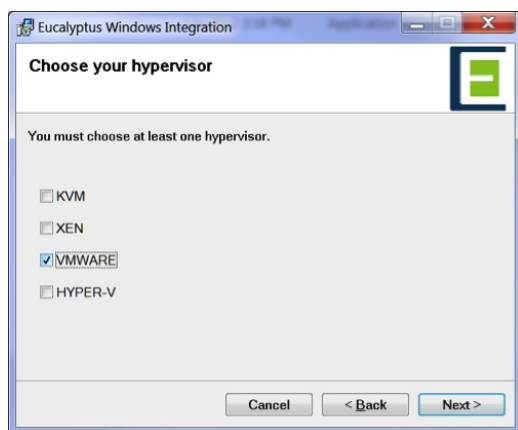 Eucalyptus Windows Integration
Choose your hypervisor
You must choose at least one hypervisor.
KVM
XEN
VMWARE
HYPER-V
Cancel
< Back
Next >